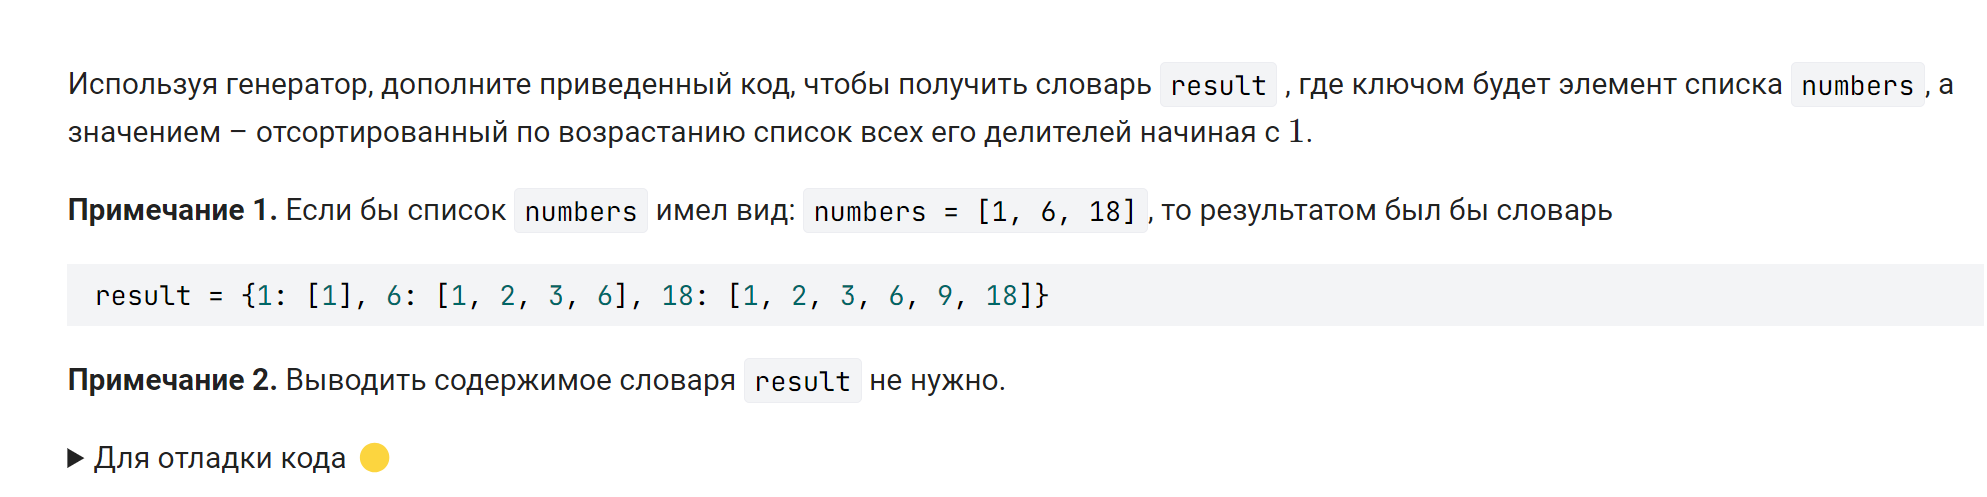 Используя генератор, дополните приведенный код, чтобы получить словарь result , где ключом будет элемент списка numbers, а
значением – отсортированный по возрастанию список всех его делителей начиная с 1.
Примечание 1. Если бы список numbers имел вид: numbers = [1, 6, 18], то результатом был бы словарь
result = {1: [1], 6: [1, 2, 3, 6], 18: [1, 2, 3, 6, 9, 18]}
Примечание 2. Выводить содержимое словаря result не нужно.
Для отладки кода